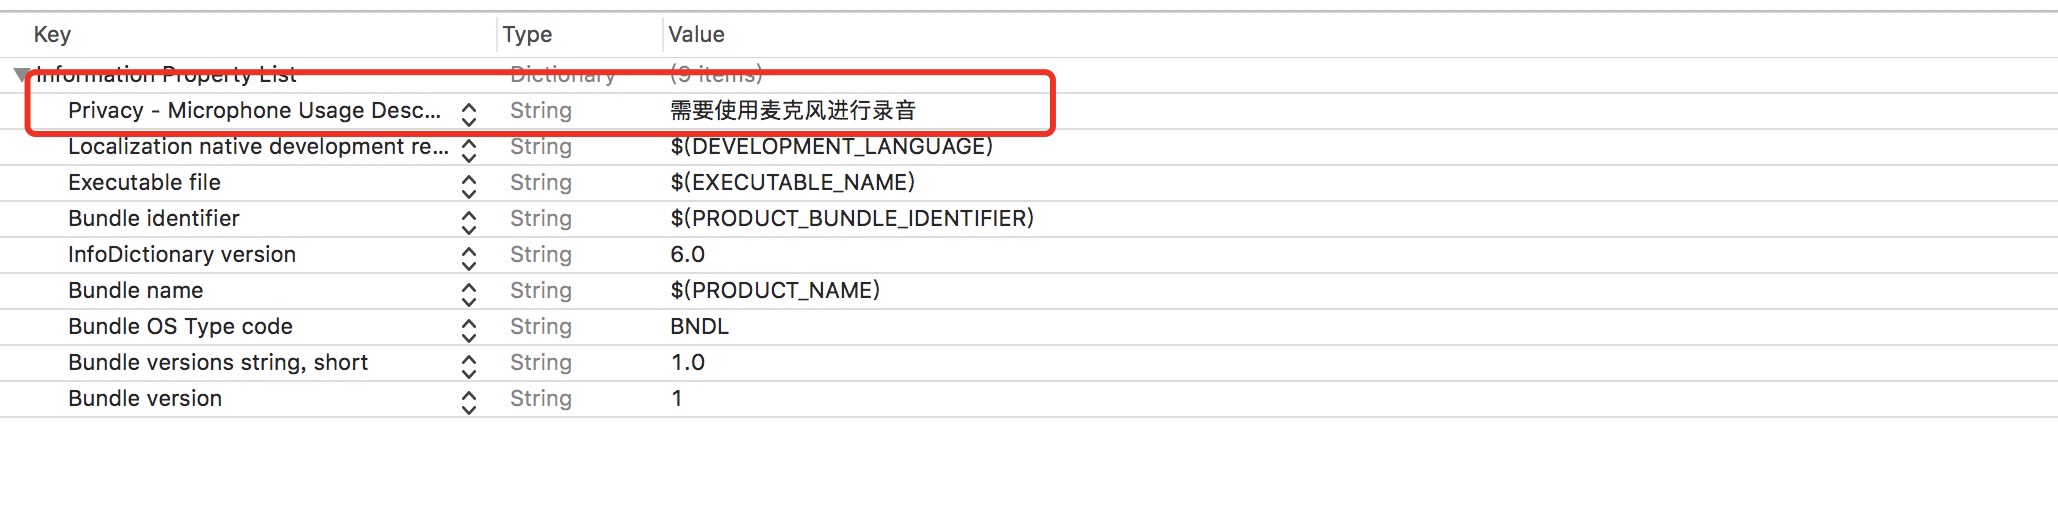 Key Type Value
Information Property List Dictionary (9 items)
Privacy - Microphone Usage Desc... String 需要使用麦克风进行录音
Localization native development re... String $(DEVELOPMENT_LANGUAGE)
Executable file String $(EXECUTABLE_NAME)
Bundle identifier String $(PRODUCT_BUNDLE_IDENTIFIER)
InfoDictionary version String 6.0
Bundle name String $(PRODUCT_NAME)
Bundle OS Type code String BNDL
Bundle versions string, short String 1.0
Bundle version String 1